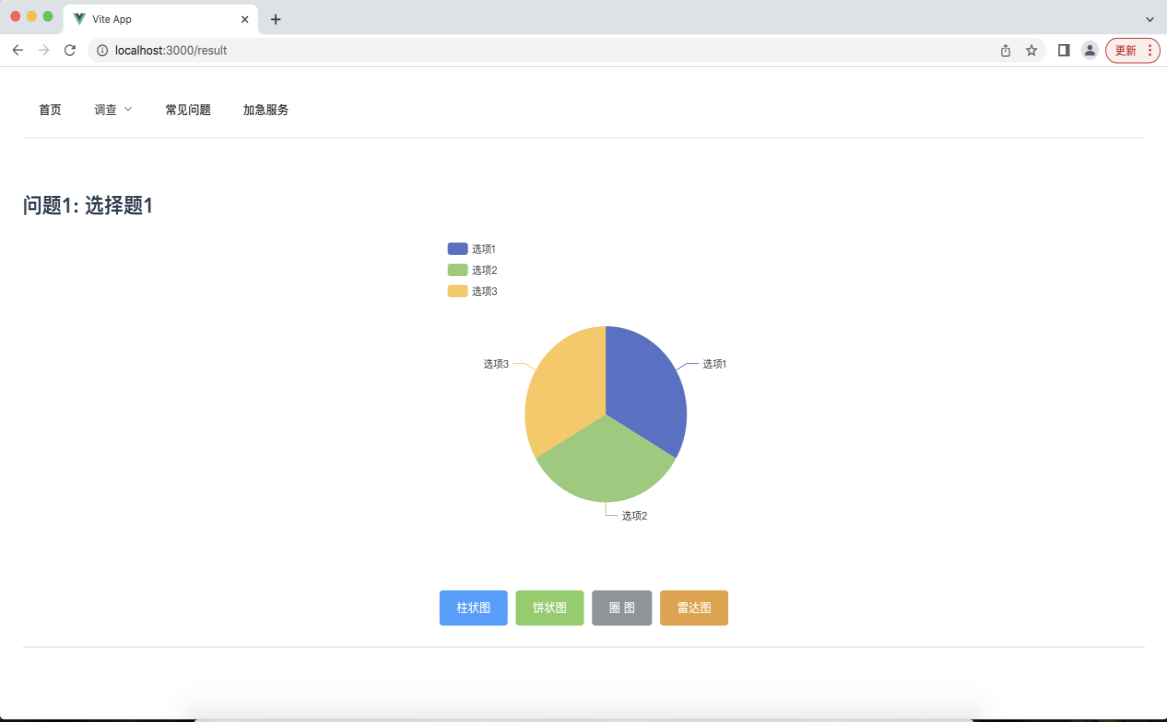 Vite App
localhost:3000/result
更新
首页 调查 常见问题 加急服务
问题1: 选择题1
选项1
选项2
选项3
选项3 选项1
选项2
柱状图 饼状图 圈 图 雷达图